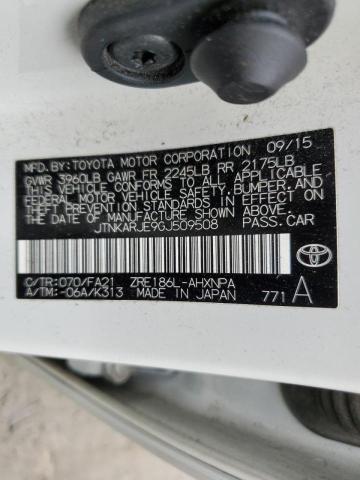 MFD.BY:TOYOTA MOTOR CORPORATION 09/15
GVWR 3960LB GAWR FR 2245LB RR 2175LB
THIS VEHICLE CONFORMS TO ALL APPLICABLE
FEDERAL MOTOR VEHICLE SAFETY, BUMPER, AND
THEFT PREVENTION STANDARDS IN EFFECT ON
THE DATE OF MANUFACTURE SHOWN ABOVE.
JTNKARJE9GJ509508 PASS.CAR
C/TR:070/FA21 ZRE186L-AHXNPA
A/TM:-06A/K313 MADE IN JAPAN 771 A
TOYOTA